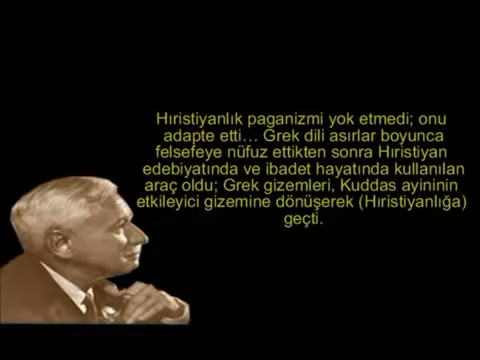 Hıristiyanlık paganizmi yok etmedi; onu
adapte etti... Grek dili asırlar boyunca
felsefeye nüfuz ettikten sonra Hıristiyan
edebiyatında ve ibadet hayatında kullanılan
araç oldu; Grek gizemleri, Kuddas ayininin
etkileyici gizemine dönüşerek (Hıristiyanlığa)
geçti.